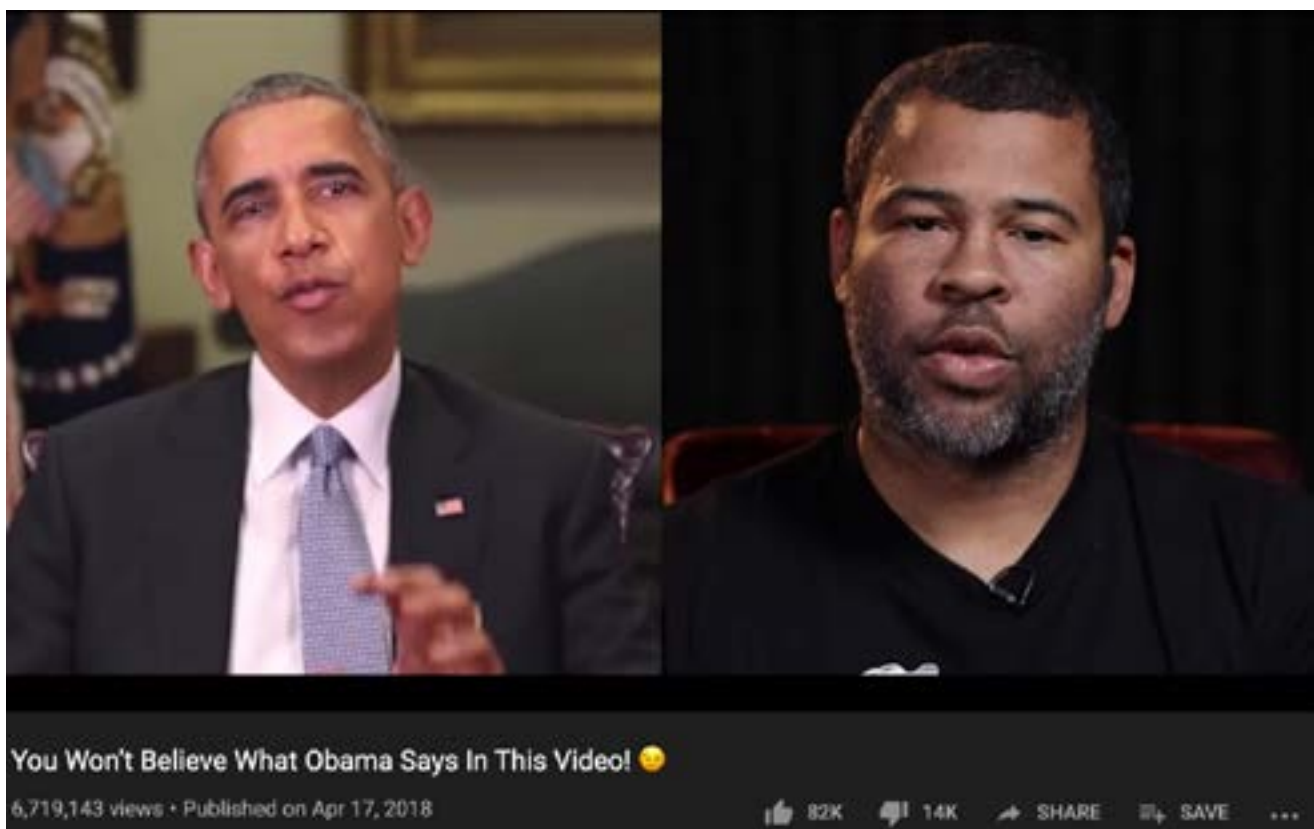 You Won't Believe What Obama Says In This Video! 😉
6,719,143 views • Published on Apr 17, 2018
82K 14K SHARE SAVE ...